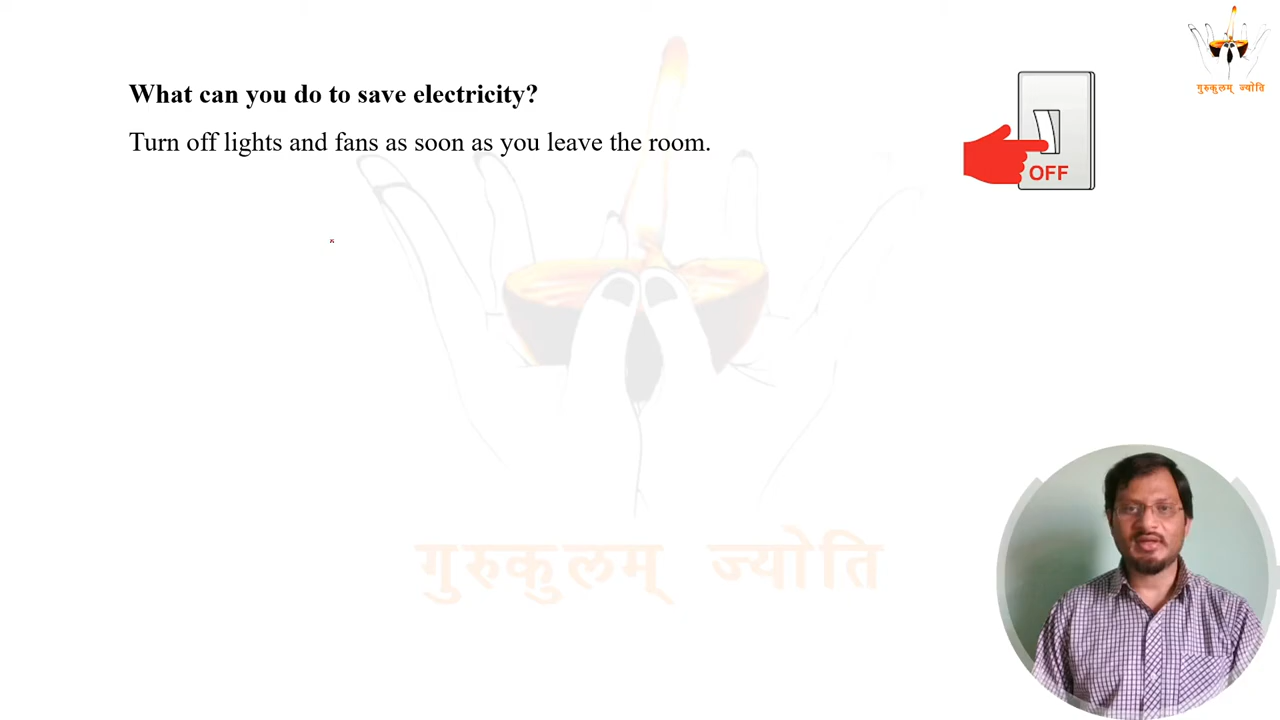 गुरुकुलम् ज्योति
What can you do to save electricity?
Turn off lights and fans as soon as you leave the room.
OFF
गुरुकुलम् ज्योति